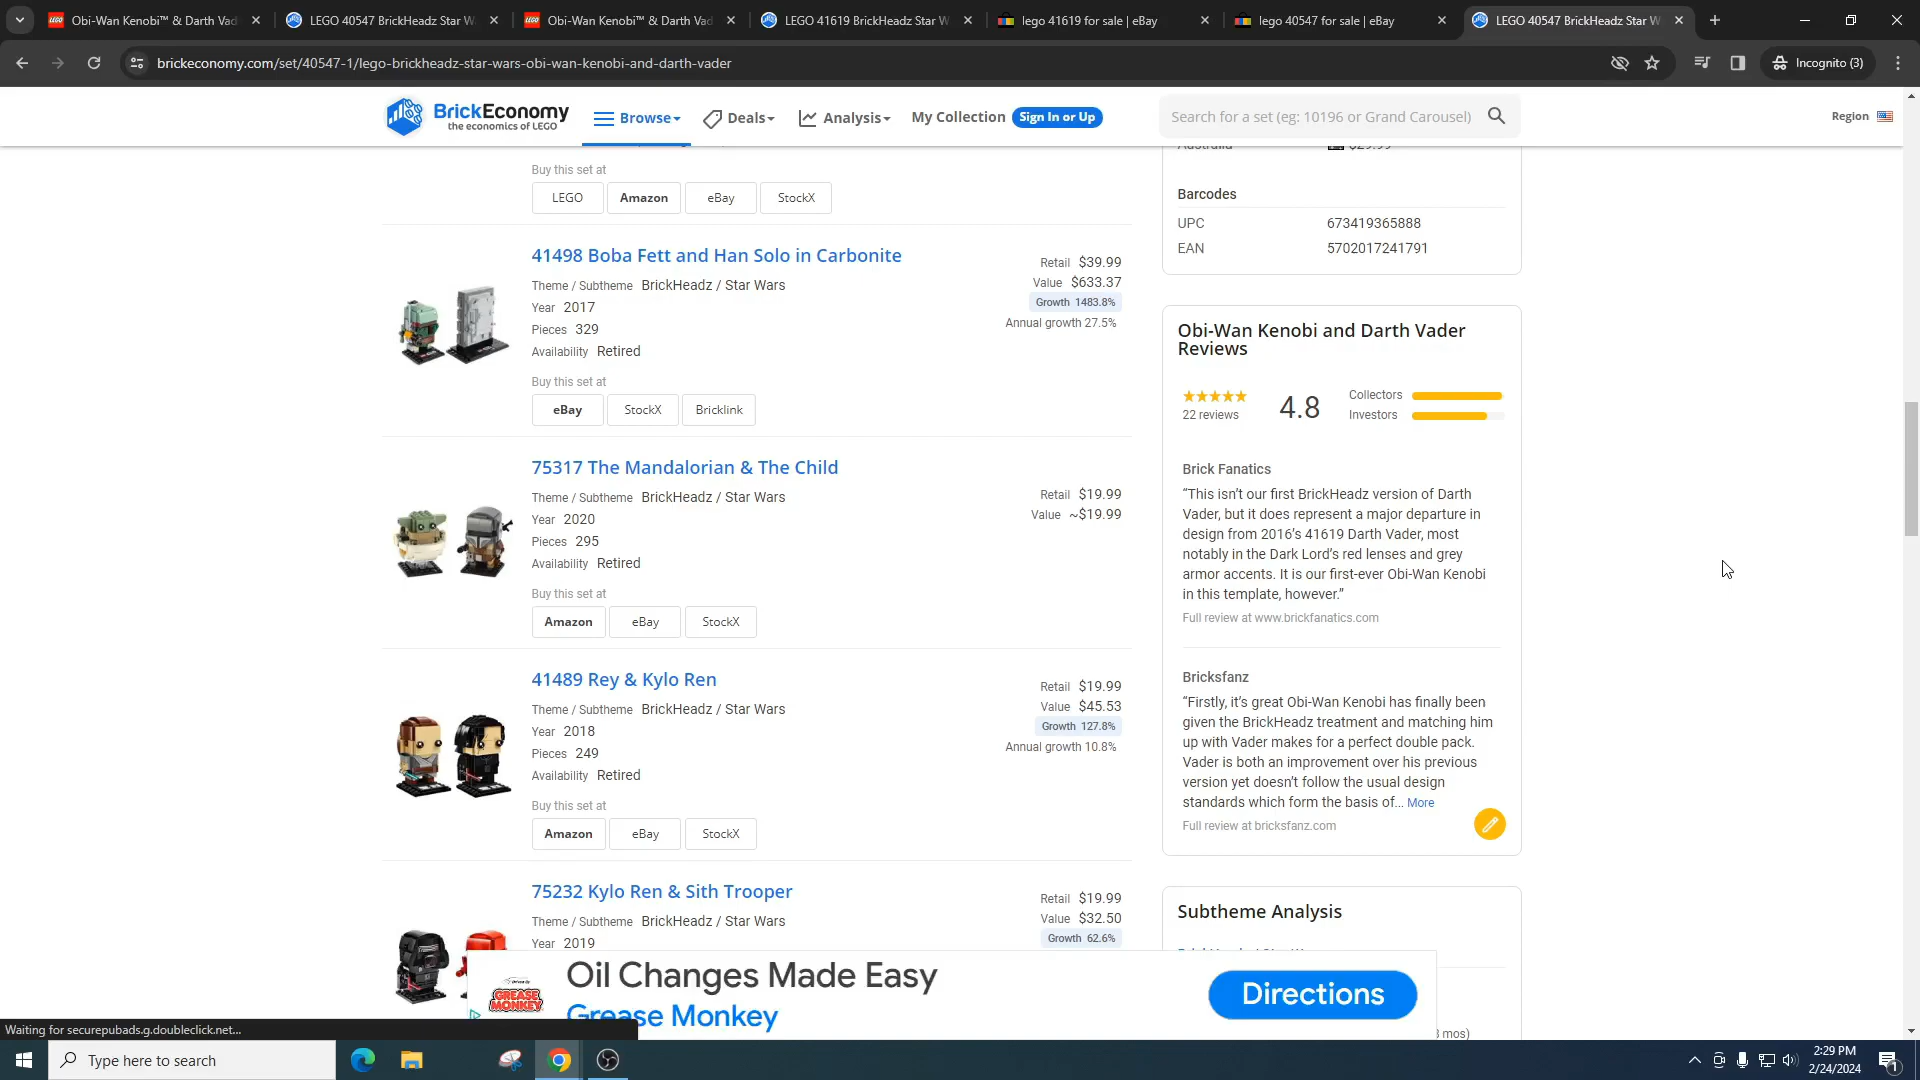 Obi-Wan Kenobi™ & Darth Vad
LEGO 40547 BrickHeadz Star W
Obi-Wan Kenobi™ & Darth Vad
LEGO 41619 BrickHeadz Star W
lego 41619 for sale | eBay
lego 40547 for sale | eBay
LEGO 40547 BrickHeadz Star W
brickeconomy.com/set/40547-1/lego-brickheadz-star-wars-obi-wan-kenobi-and-darth-vader
Incognito (3)
BrickEconomy
the economics of LEGO
Browse
Deals
Analysis
My Collection
Sign In or Up
Search for a set (eg: 10196 or Grand Carousel)
Region
Buy this set at
LEGO
Amazon
eBay
StockX
41498 Boba Fett and Han Solo in Carbonite
Theme / Subtheme BrickHeadz / Star Wars
Year 2017
Pieces 329
Availability Retired
Retail $39.99
Value $633.37
Growth 1483.8%
Annual growth 27.5%
Buy this set at
eBay
StockX
Bricklink
75317 The Mandalorian & The Child
Theme / Subtheme BrickHeadz / Star Wars
Year 2020
Pieces 295
Availability Retired
Retail $19.99
Value ~$19.99
Buy this set at
Amazon
eBay
StockX
41489 Rey & Kylo Ren
Theme / Subtheme BrickHeadz / Star Wars
Year 2018
Pieces 249
Availability Retired
Retail $19.99
Value $45.53
Growth 127.8%
Annual growth 10.8%
Buy this set at
Amazon
eBay
StockX
75232 Kylo Ren & Sith Trooper
Theme / Subtheme BrickHeadz / Star Wars
Year 2019
Retail $19.99
Value $32.50
Growth 62.6%
Australia $29.99
Barcodes
UPC 673419365888
EAN 5702017241791
Obi-Wan Kenobi and Darth Vader
Reviews
22 reviews
4.8
Collectors
Investors
Brick Fanatics
“This isn’t our first BrickHeadz version of Darth
Vader, but it does represent a major departure in
design from 2016’s 41619 Darth Vader, most
notably in the Dark Lord’s red lenses and grey
armor accents. It is our first-ever Obi-Wan Kenobi
in this template, however.”
Full review at www.brickfanatics.com
Bricksfanz
“Firstly, it’s great Obi-Wan Kenobi has finally been
given the BrickHeadz treatment and matching him
up with Vader makes for a perfect double pack.
Vader is both an improvement over his previous
version yet doesn’t follow the usual design
standards which form the basis of... More
Full review at bricksfanz.com
Subtheme Analysis
mos)
GREASE
MONKEY
Oil Changes Made Easy
Grease Monkey
Directions
Waiting for securepubads.g.doubleclick.net...
Type here to search
2:29 PM
2/24/2024
1